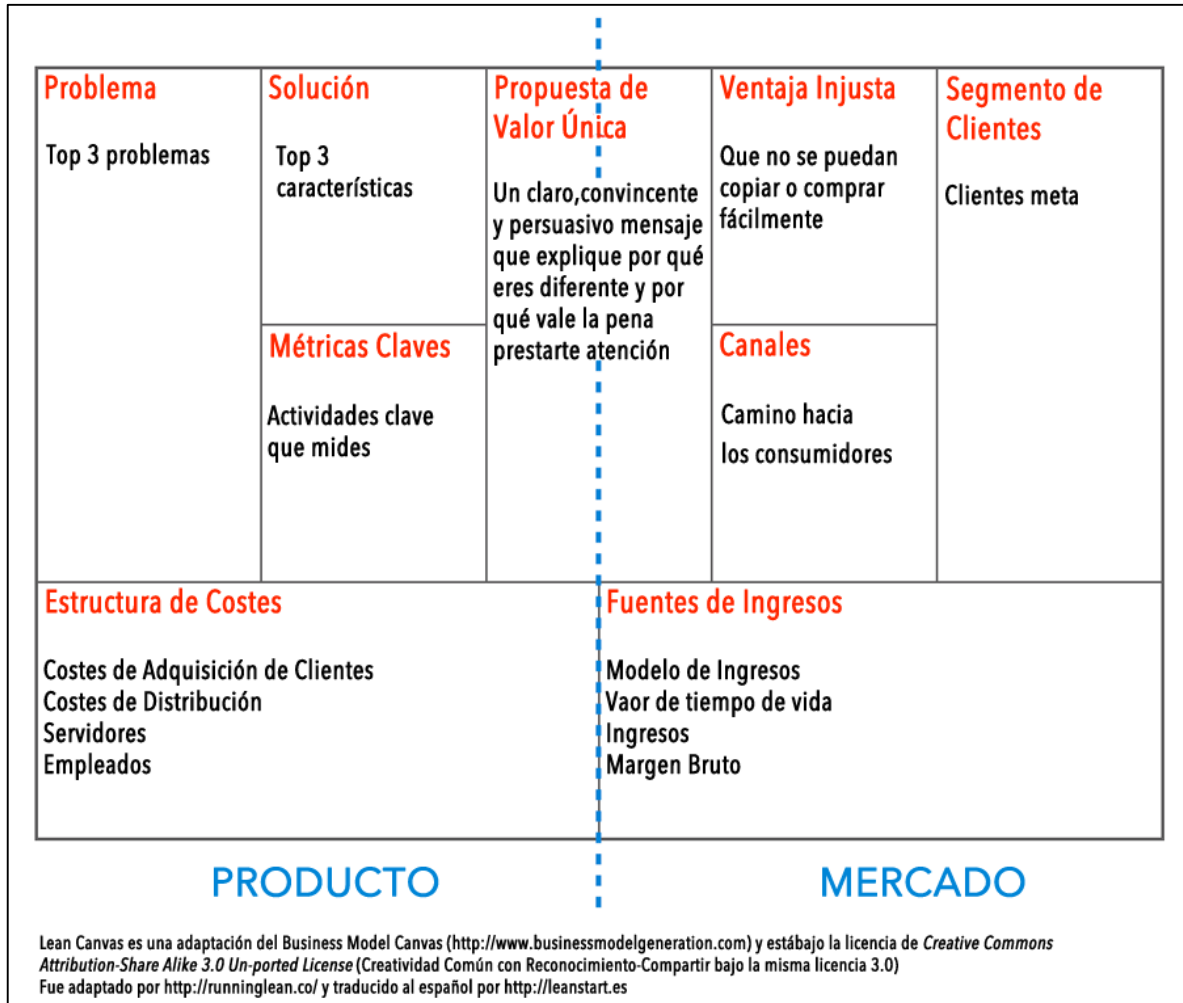 Problema
Top 3 problemas
Solución
Top 3
características
Métricas Claves
Actividades clave
que mides
Propuesta de
Valor Única
Un claro,convincente
y persuasivo mensaje
que explique por qué
eres diferente y por
qué vale la pena
prestarte atención
Ventaja Injusta
Que no se puedan
copiar o comprar
fácilmente
Canales
Camino hacia
los consumidores
Segmento de
Clientes
Clientes meta
Estructura de Costes
Costes de Adquisición de Clientes
Costes de Distribución
Servidores
Empleados
Fuentes de Ingresos
Modelo de Ingresos
Vaor de tiempo de vida
Ingresos
Margen Bruto
PRODUCTO
MERCADO
Lean Canvas es una adaptación del Business Model Canvas (http://www.businessmodelgeneration.com) y estábajo la licencia de Creative Commons
Attribution-Share Alike 3.0 Un-ported License (Creatividad Común con Reconocimiento-Compartir bajo la misma licencia 3.0)
Fue adaptado por http://runninglean.co/ y traducido al español por http://leanstart.es